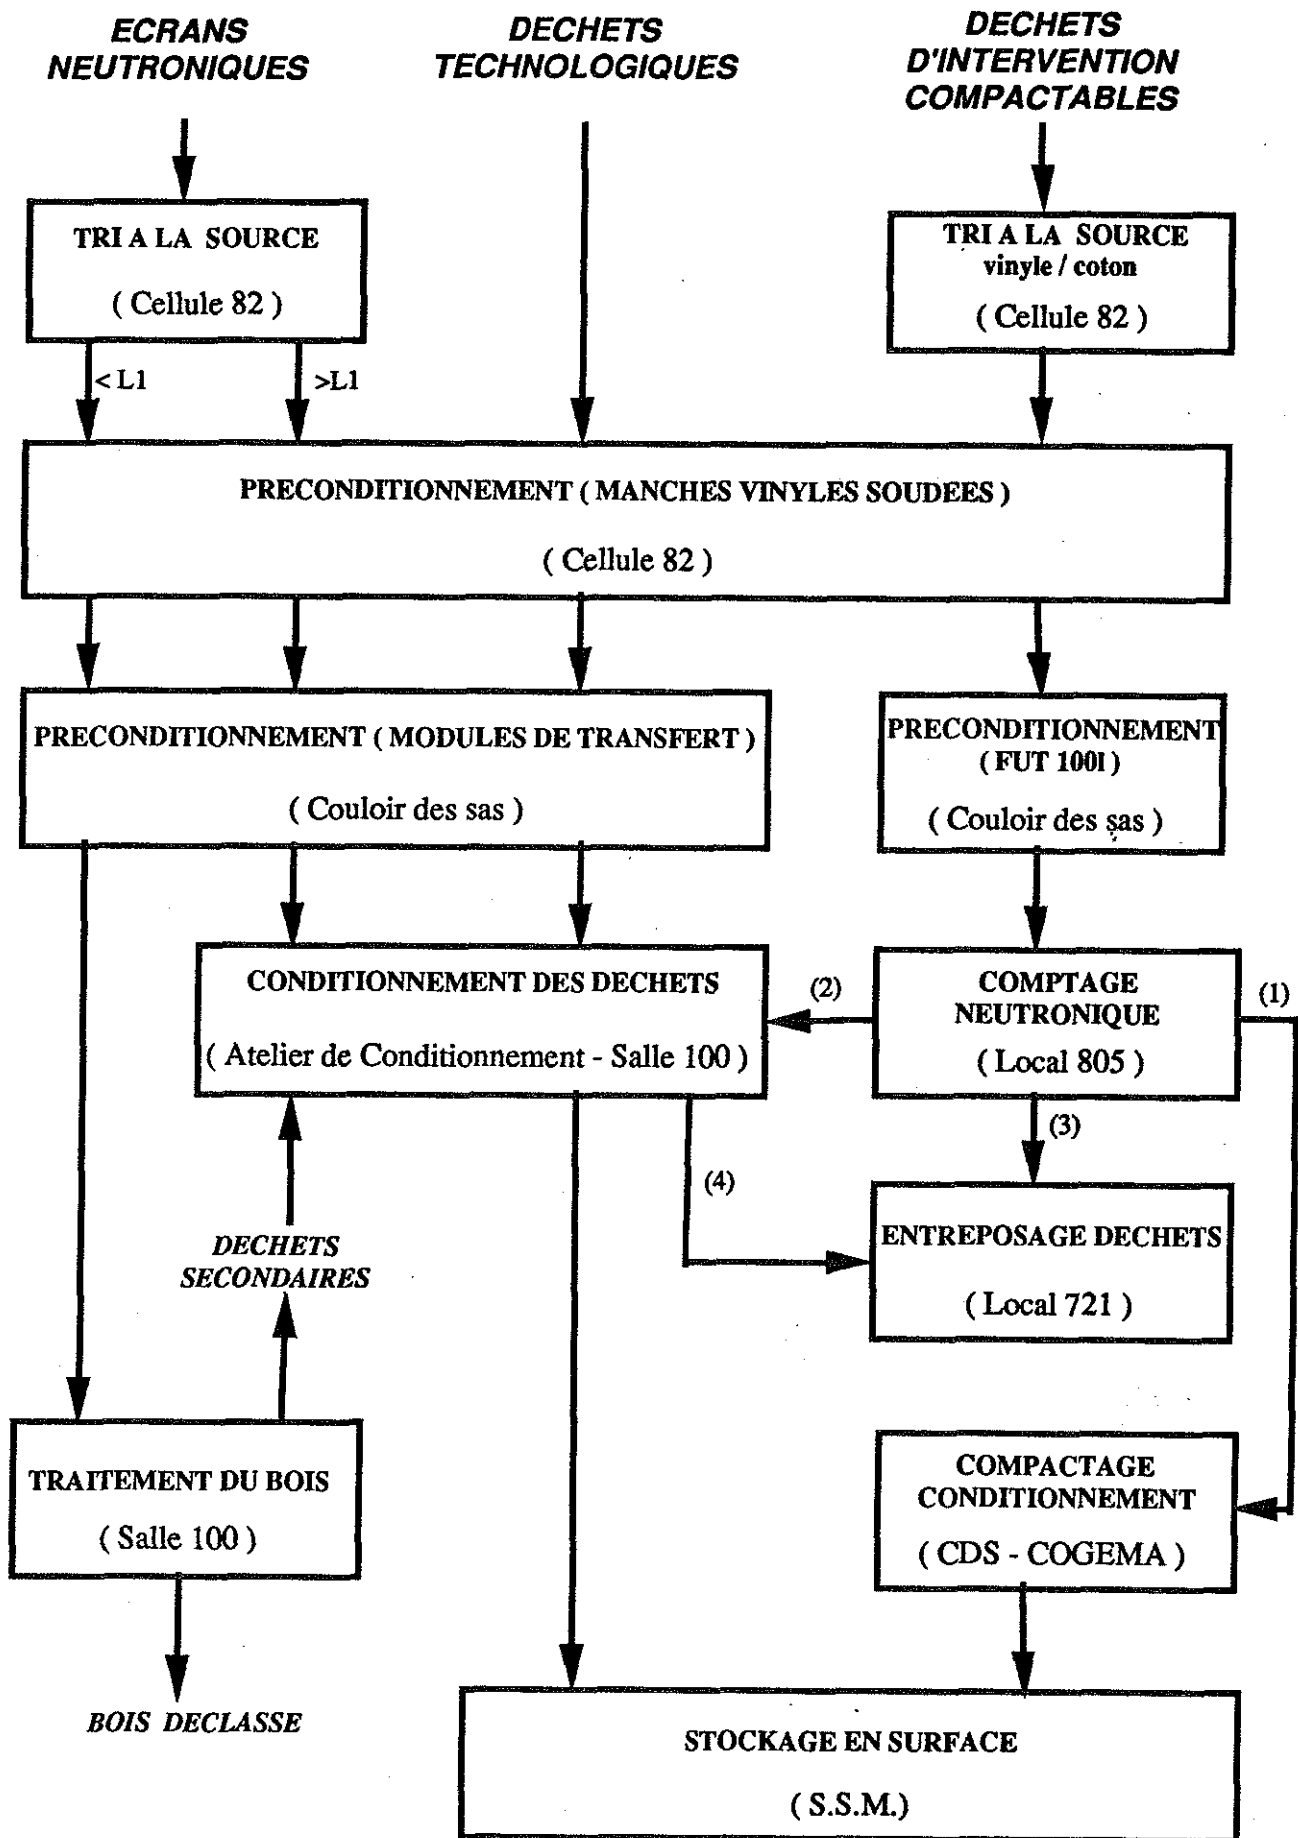 ECRANS
NEUTRONIQUES
DECHETS
TECHNOLOGIQUES
DECHETS
D'INTERVENTION
COMPACTABLES
TRI A LA SOURCE
( Cellule 82 )
TRI A LA SOURCE
vinyle / coton
( Cellule 82 )
< L1
>L1
PRECONDITIONNEMENT ( MANCHES VINYLES SOUDEES )
( Cellule 82 )
PRECONDITIONNEMENT ( MODULES DE TRANSFERT )
( Couloir des sas )
PRECONDITIONNEMENT
( FUT 100l )
( Couloir des sas )
CONDITIONNEMENT DES DECHETS
( Atelier de Conditionnement - Salle 100 )
(2)
COMPTAGE
NEUTRONIQUE
( Local 805 )
(1)
(3)
(4)
ENTREPOSAGE DECHETS
( Local 721 )
DECHETS
SECONDAIRES
TRAITEMENT DU BOIS
( Salle 100 )
COMPACTAGE
CONDITIONNEMENT
( CDS - COGEMA )
BOIS DECLASSE
STOCKAGE EN SURFACE
( S.S.M.)